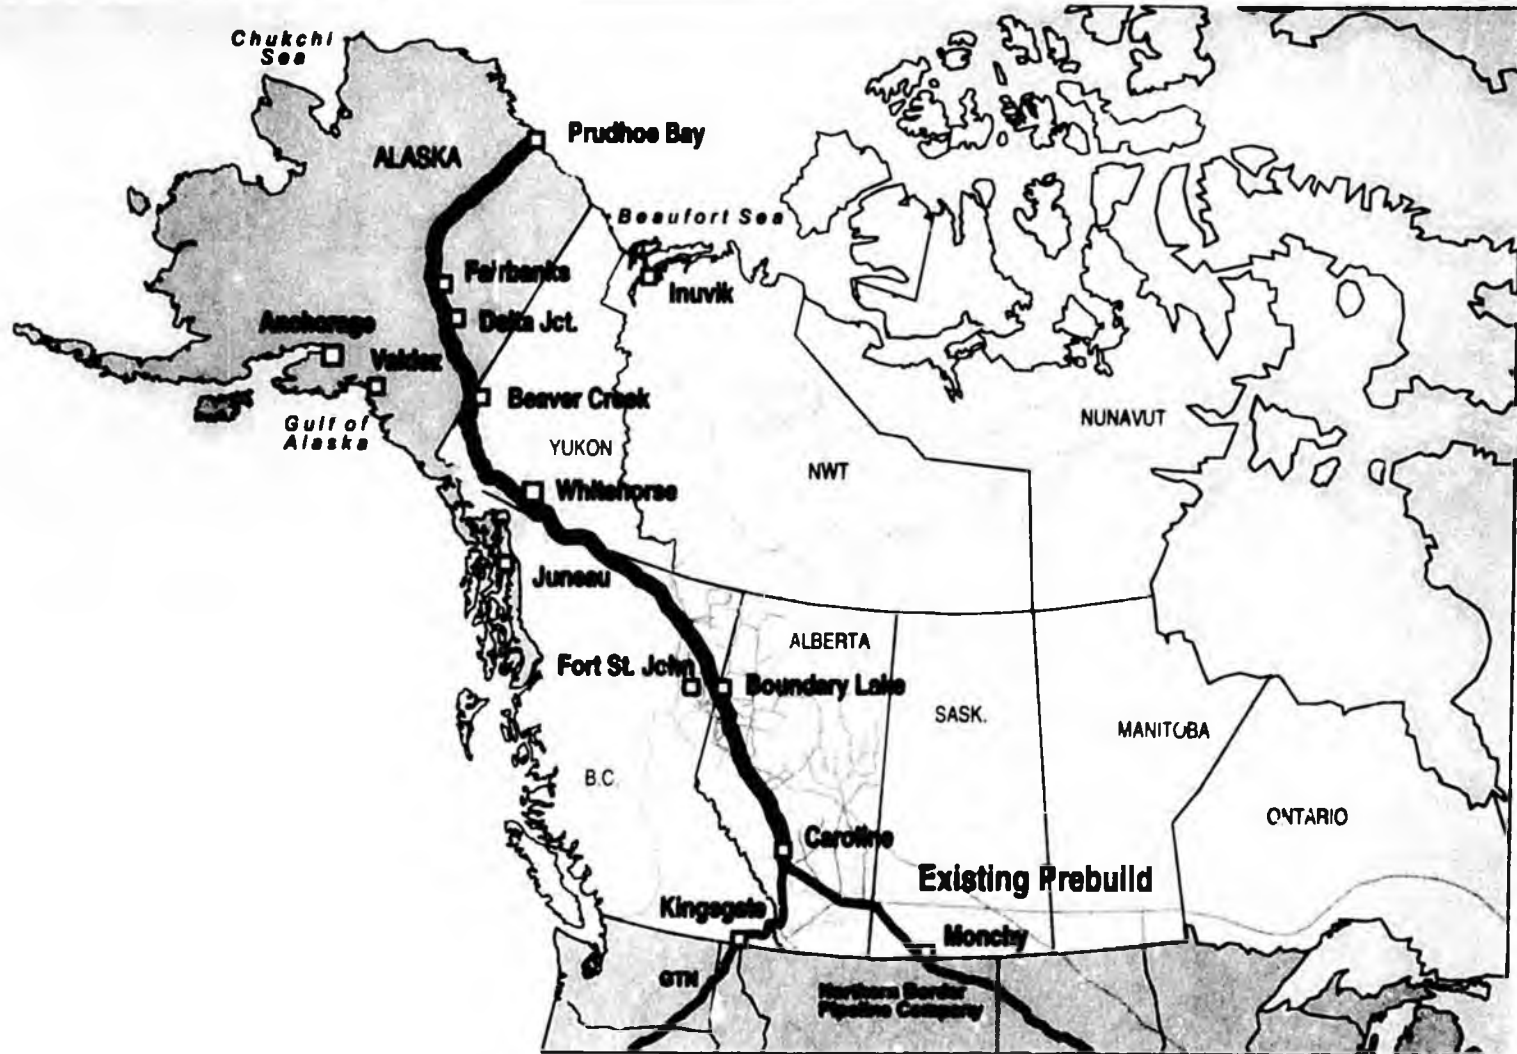 Chukchi
Sea
Prudhoe Bay
ALASKA
Beaufort Sea
Fairbanks
Inuvik
Delta Jct.
Anchorage
Valdez
Beaver Creek
Gulf of
Alaska
NUNAVUT
YUKON
NWT
Whitehorse
Juneau
ALBERTA
Fort St. John
Boundary Lake
SASK.
MANITOBA
B.C.
ONTARIO
Caroline
Existing Prebuild
Kingsgate
Monchy
GTN
Northern Border
Pipeline Company